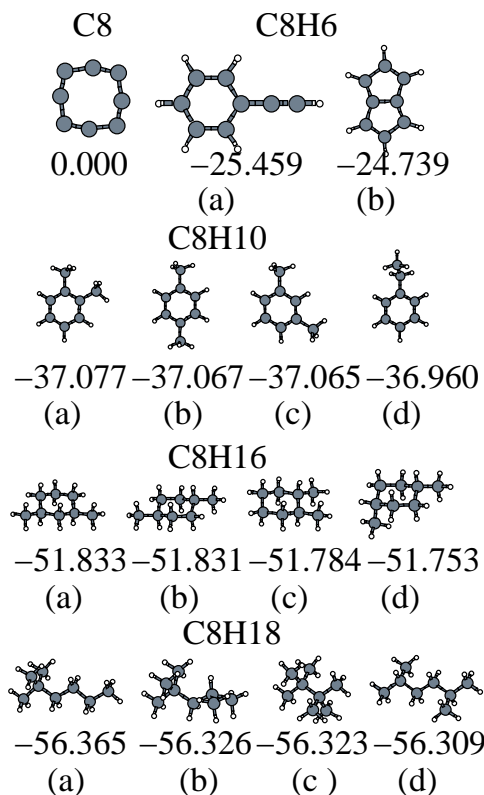 C8 C8H6
0.000 −25.459 −24.739
(a) (b)
C8H10
−37.077 −37.067 −37.065 −36.960
(a) (b) (c) (d)
C8H16
−51.833 −51.831 −51.784 −51.753
(a) (b) (c) (d)
C8H18
−56.365 −56.326 −56.323 −56.309
(a) (b) (c ) (d)